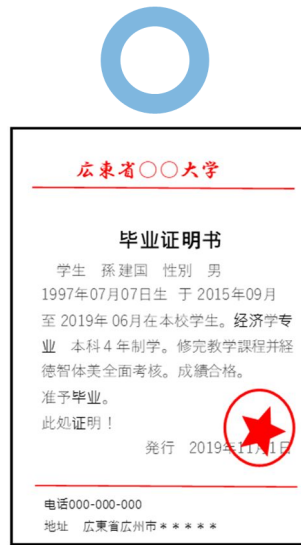 広東省〇〇大学
毕业证明书
学生 孫建国 性別 男
1997年07月07日生 于2015年09月
至2019年06月在本校学生。经济学专
业 本科4年制学。修完教学課程并経
徳智体美全面考核。成績合格。
准予毕业。
此处证明！
発行 2019年11月1日
电话000-000-000
地址 広東省広州市＊＊＊＊＊